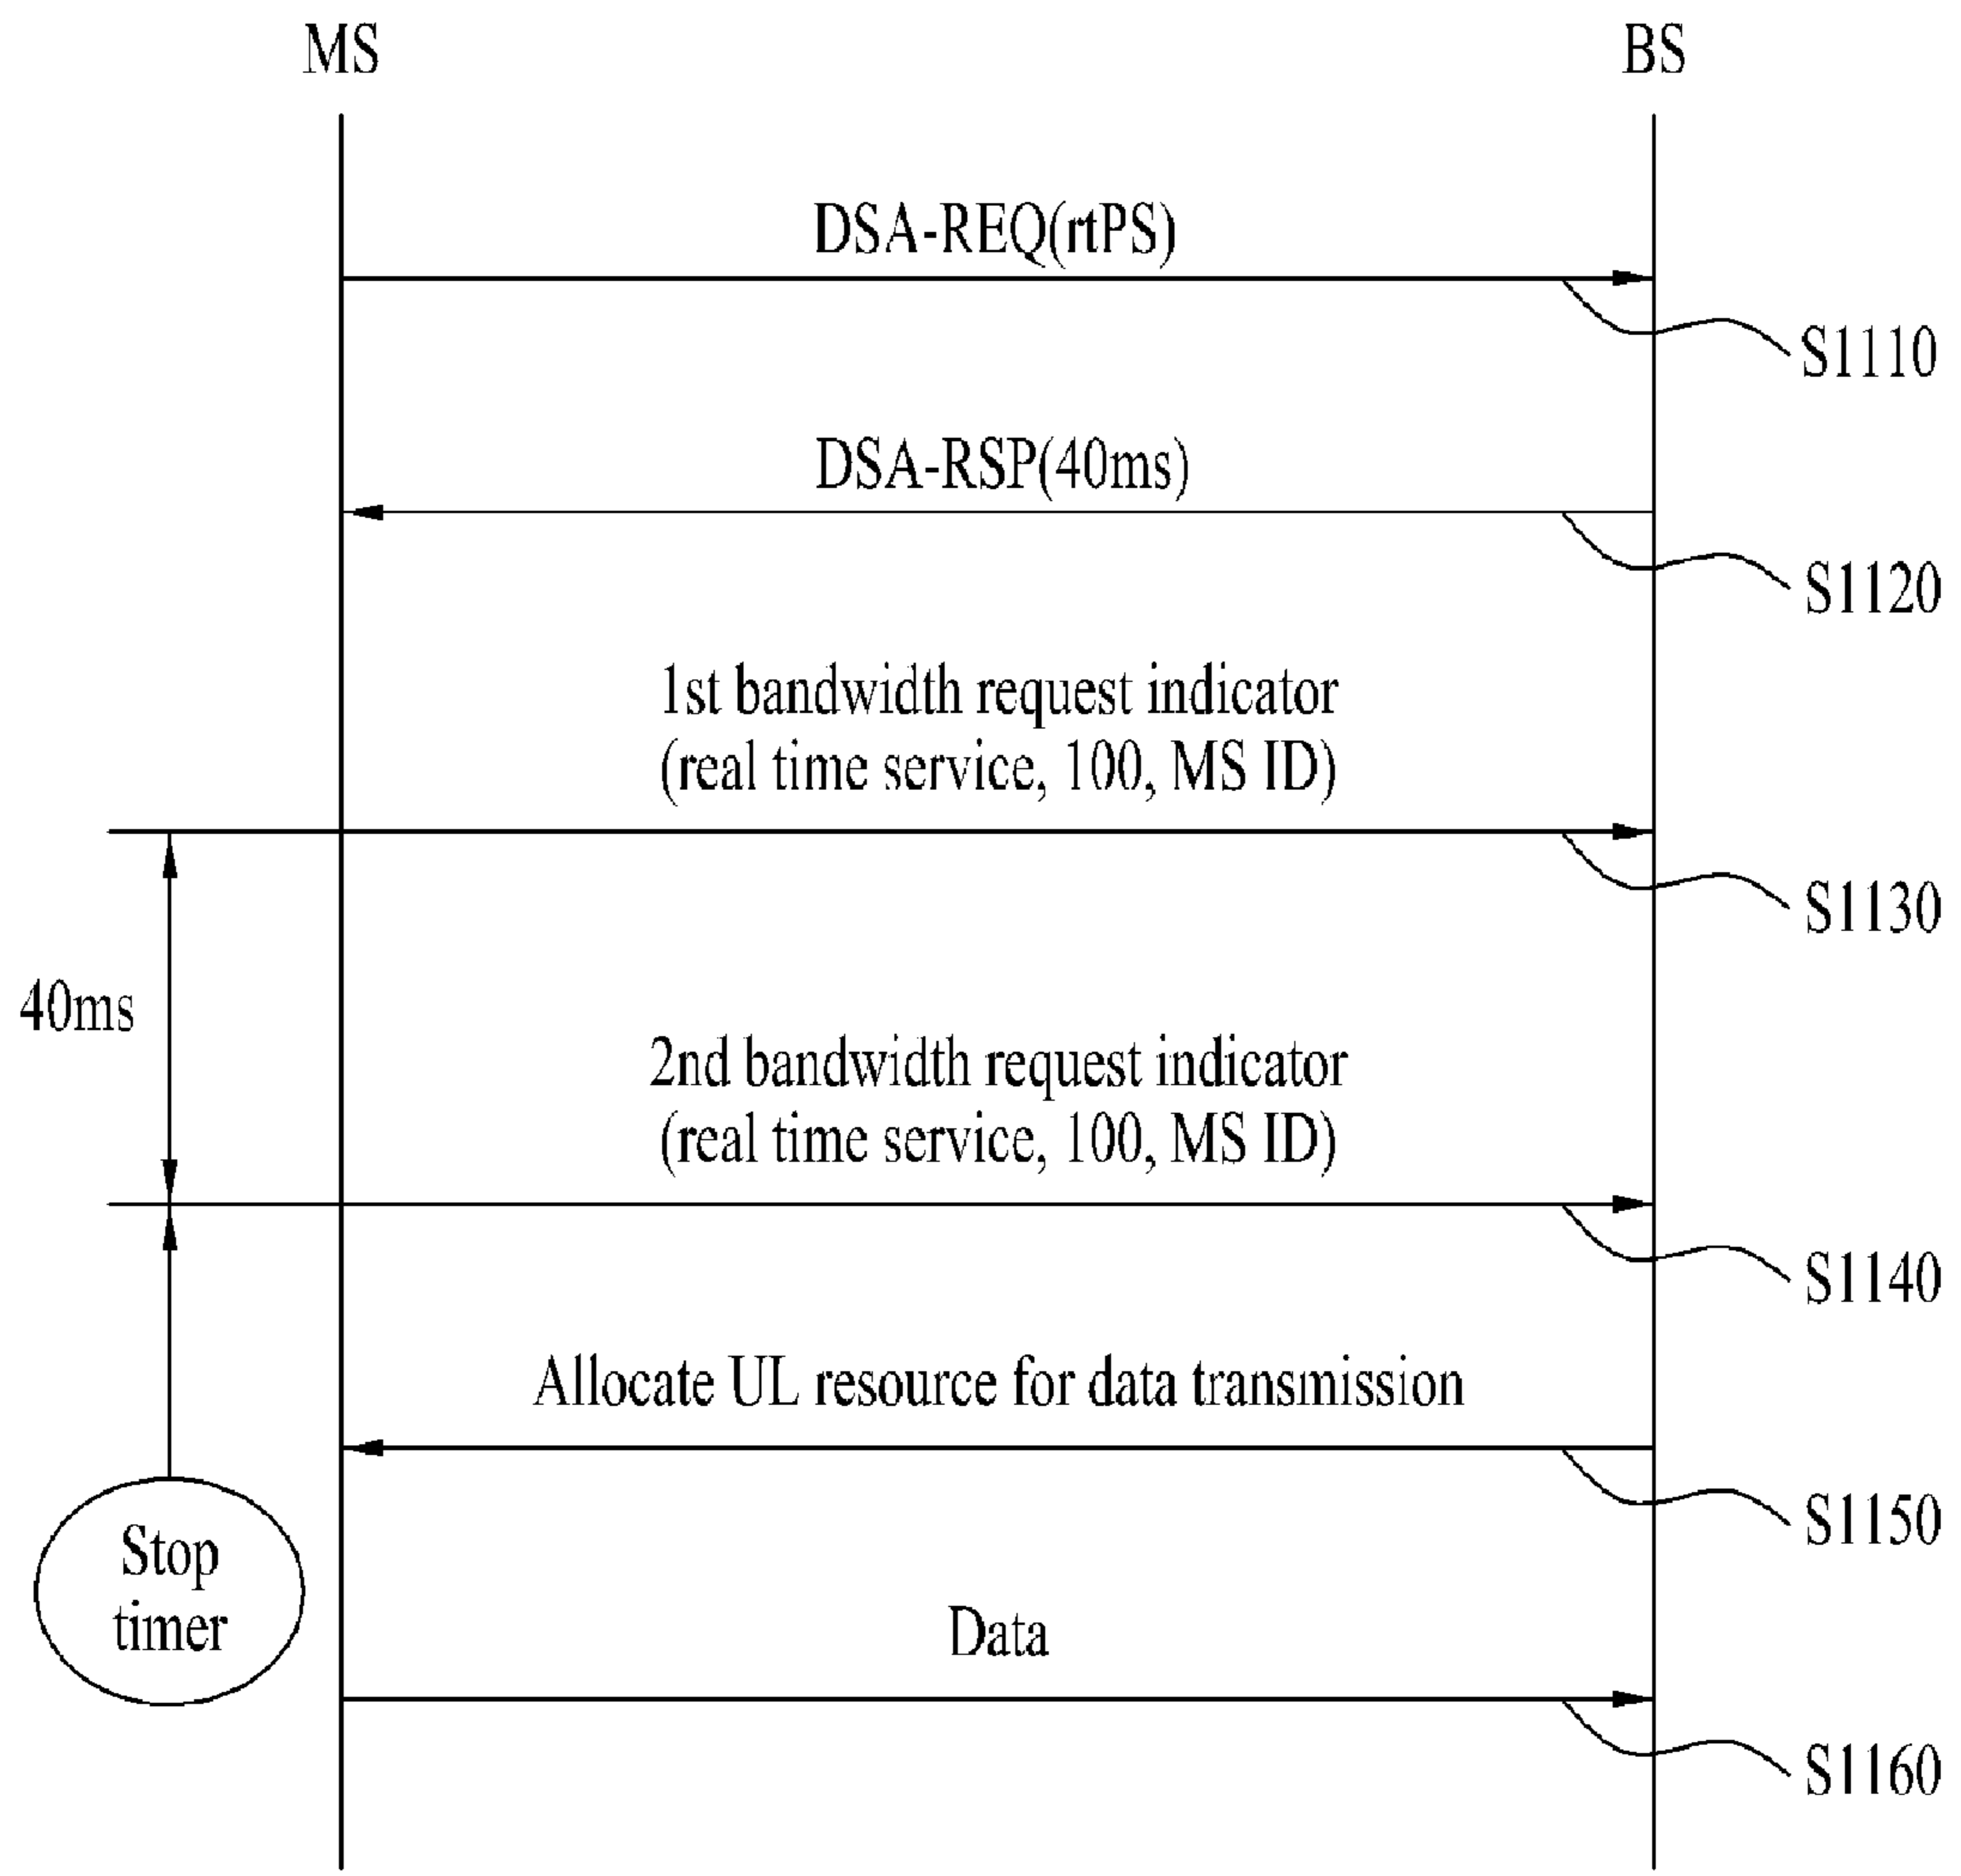 MS
BS
DSA-REQ(rtPS)
S1110
DSA-RSP(40ms)
S1120
1st bandwidth request indicator
(real time service, 100, MS ID)
S1130
40ms
2nd bandwidth request indicator
(real time service, 100, MS ID)
S1140
Allocate UL resource for data transmission
S1150
Stop
timer
Data
S1160